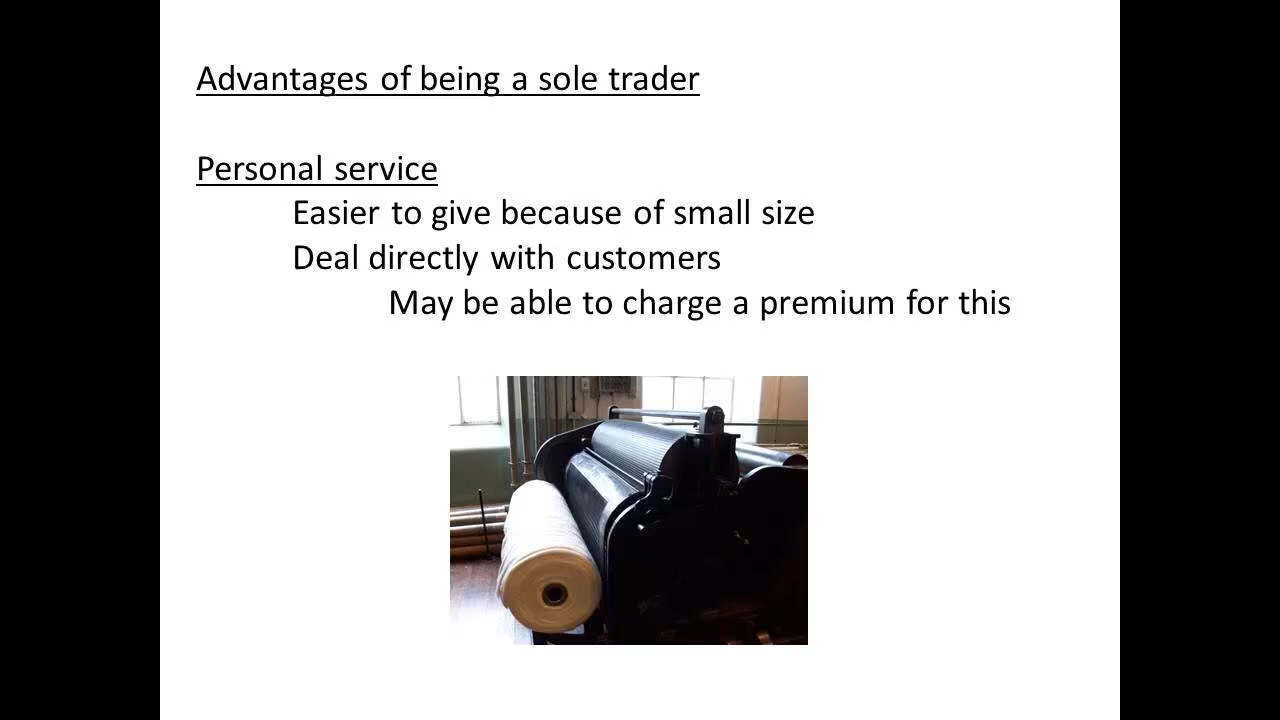 Advantages of being a sole trader
Personal service
Easier to give because of small size
Deal directly with customers
May be able to charge a premium for this